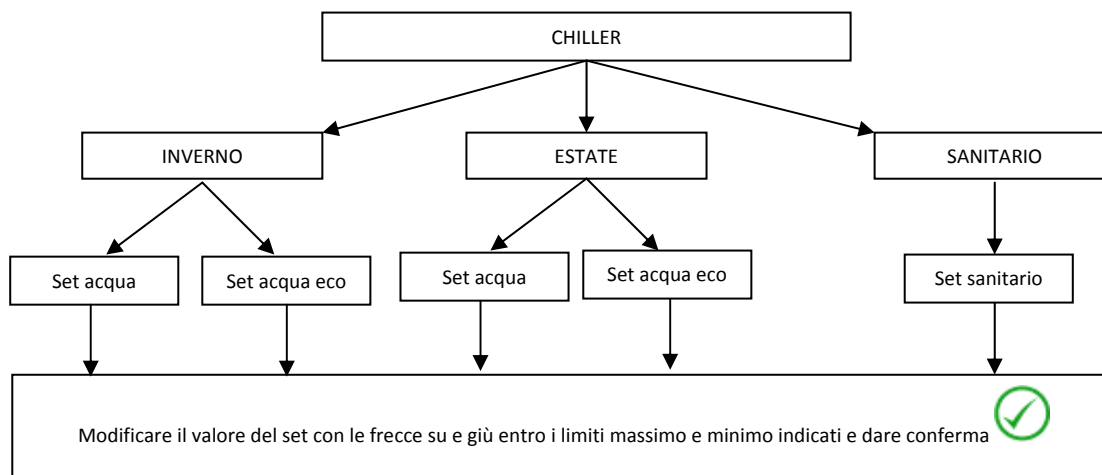 CHILLER
INVERNO
ESTATE
SANITARIO
Set acqua
Set acqua eco
Set acqua
Set acqua eco
Set sanitario
Modificare il valore del set con le frecce su e giù entro i limiti massimo e minimo indicati e dare conferma